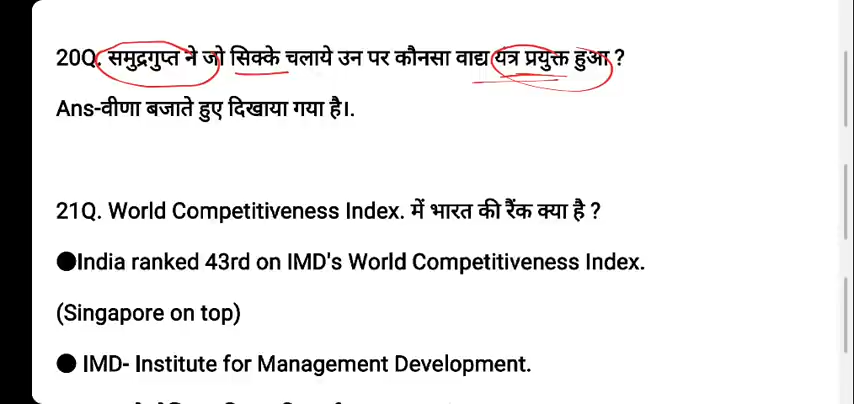 20Q. समुद्रगुप्त ने जो सिक्के चलाये उन पर कौनसा वाद्य यत्र प्रयुक्त हुआ ?
Ans-वीणा बजाते हुए दिखाया गया है।.
21Q. World Competitiveness Index. में भारत की रैंक क्या है ?
●India ranked 43rd on IMD's World Competitiveness Index.
(Singapore on top)
● IMD- Institute for Management Development.